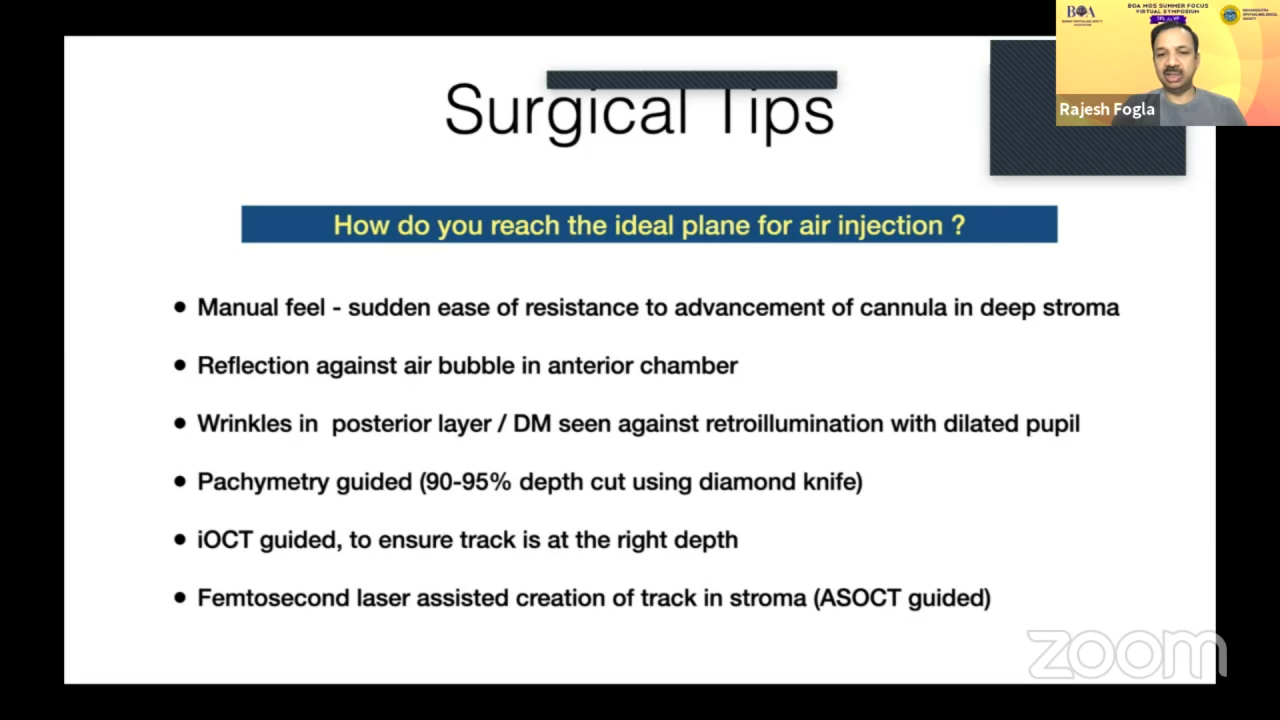 BOA
BOA MOS SUMMER FOCUS
VIRTUAL SYMPOSIUM
Rajesh Fogla
Surgical Tips
How do you reach the ideal plane for air injection ?
• Manual feel - sudden ease of resistance to advancement of cannula in deep stroma
• Reflection against air bubble in anterior chamber
• Wrinkles in posterior layer / DM seen against retroillumination with dilated pupil
• Pachymetry guided (90-95% depth cut using diamond knife)
• iOCT guided, to ensure track is at the right depth
• Femtosecond laser assisted creation of track in stroma (ASOCT guided)
zoom